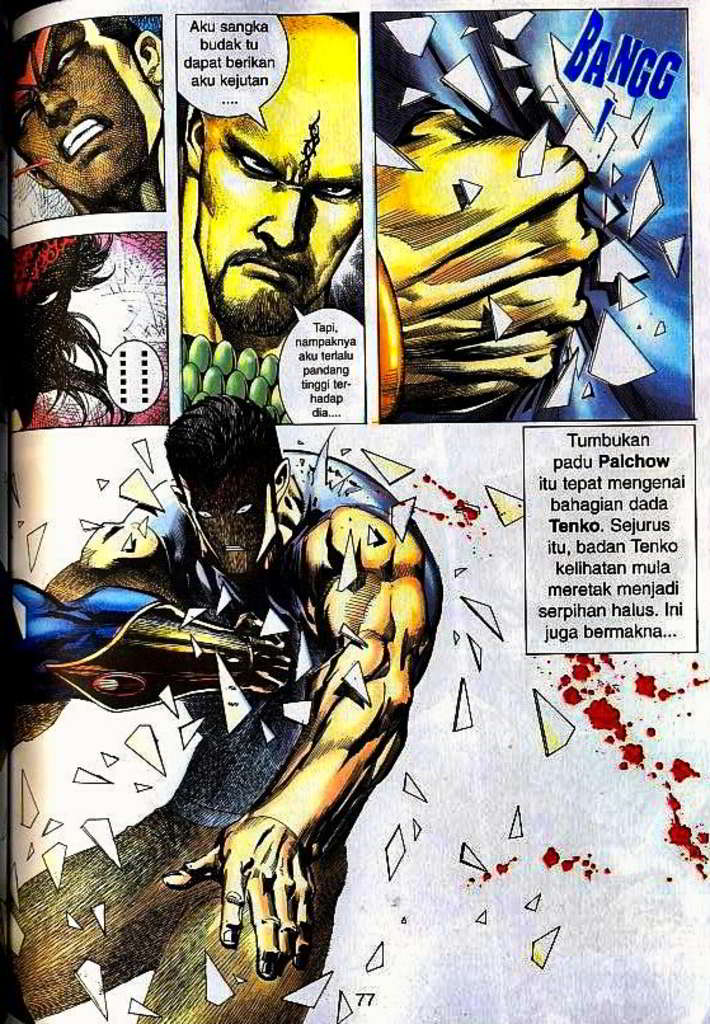 Aku sangka
budak tu
dapat berikan
aku kejutan
....
Tapi,
nampaknya
aku terlalu
pandang
tinggi ter-
hadap
dia....
BANGG
!
Tumbukan
padu Paichow
itu tepat mengenai
bahagian dada
Tenko. Sejurus
itu, badan Tenko
kelihatan mula
meretak menjadi
serpihan halus. Ini
juga bermakna...
77